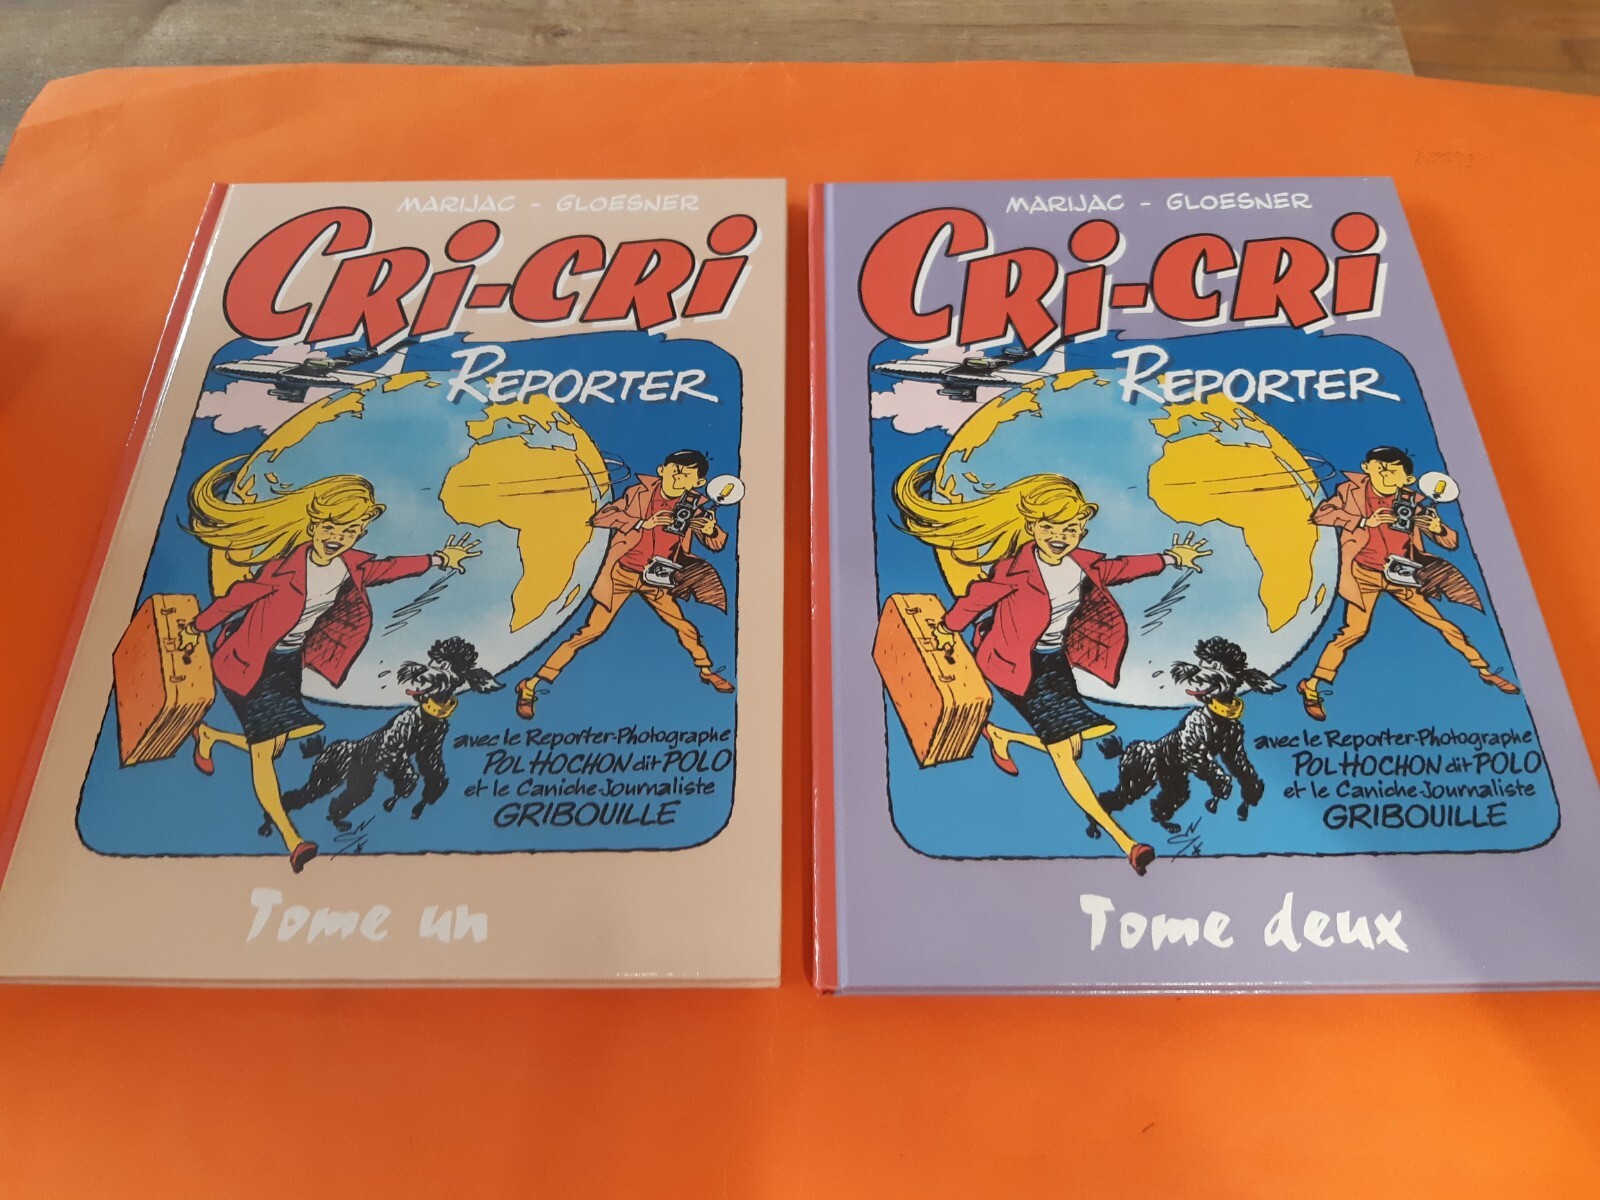 MARIJAC - GLOESNER
CRi-CRi
REPORTER
avec le Reporter-Photographe
POL HOCHON dit POLO
et le Caniche-Journaliste
GRIBOUILLE
Tome un
MARIJAC - GLOESNER
CRi-CRi
REPORTER
avec le Reporter-Photographe
POL HOCHON dit POLO
et le Caniche-Journaliste
GRIBOUILLE
Tome deux